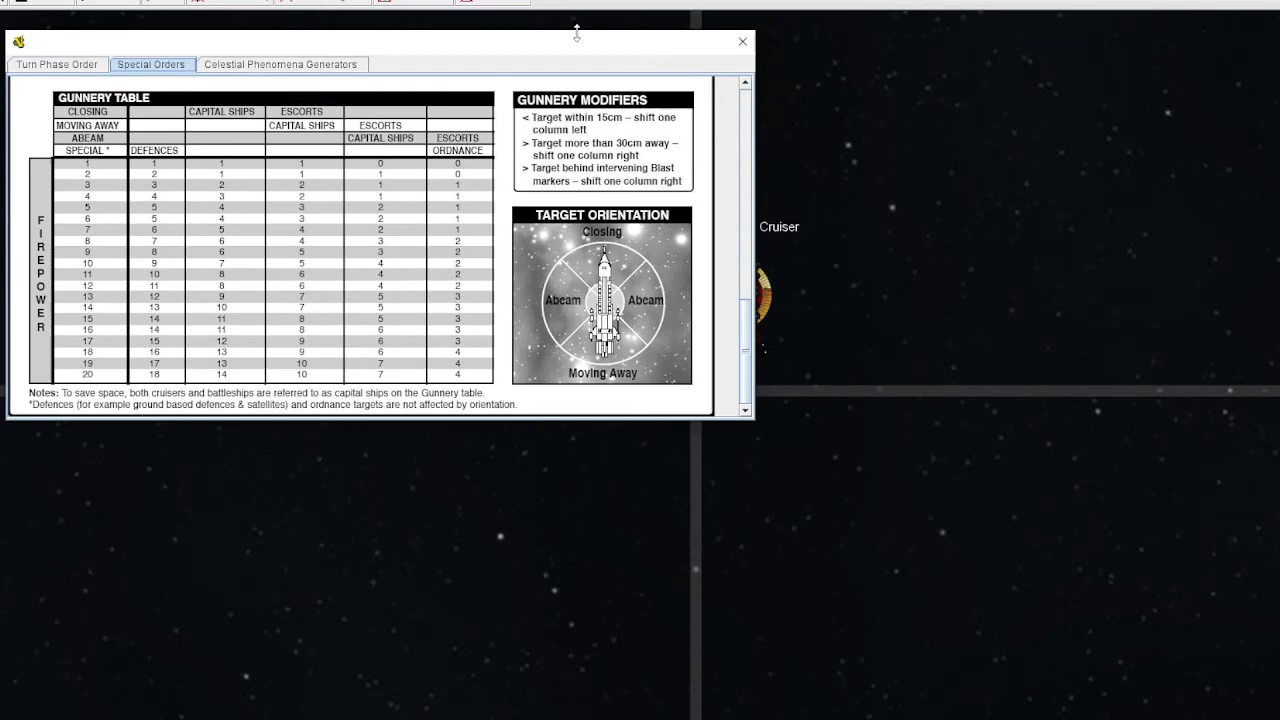 Turn Phase Order Special Orders Celestial Phenomena Generators
GUNNERY TABLE
CLOSING CAPITAL SHIPS ESCORTS
MOVING AWAY CAPITAL SHIPS ESCORTS
ABEAM CAPITAL SHIPS ESCORTS
SPECIAL * DEFENCES ORDNANCE
FIREPOWER
1 1 1 1 0 0
2 2 1 1 1 0
3 3 2 2 1 1
4 4 3 2 1 1
5 4 4 3 2 1
6 5 4 3 2 1
7 6 5 4 2 1
8 7 6 4 3 2
9 8 6 5 3 2
10 9 7 5 4 2
11 10 8 6 4 2
12 11 8 6 4 2
13 12 9 7 5 3
14 13 10 7 5 3
15 14 11 8 5 3
16 14 11 8 6 3
17 15 12 9 6 3
18 16 13 9 6 4
19 17 13 10 7 4
20 18 14 10 7 4
Notes: To save space, both cruisers and battleships are referred to as capital ships on the Gunnery table.
*Defences (for example ground based defences & satellites) and ordnance targets are not affected by orientation.
GUNNERY MODIFIERS
< Target within 15cm – shift one
column left
> Target more than 30cm away –
shift one column right
> Target behind intervening Blast
markers – shift one column right
TARGET ORIENTATION
Closing
Abeam Abeam
Moving Away
Cruiser